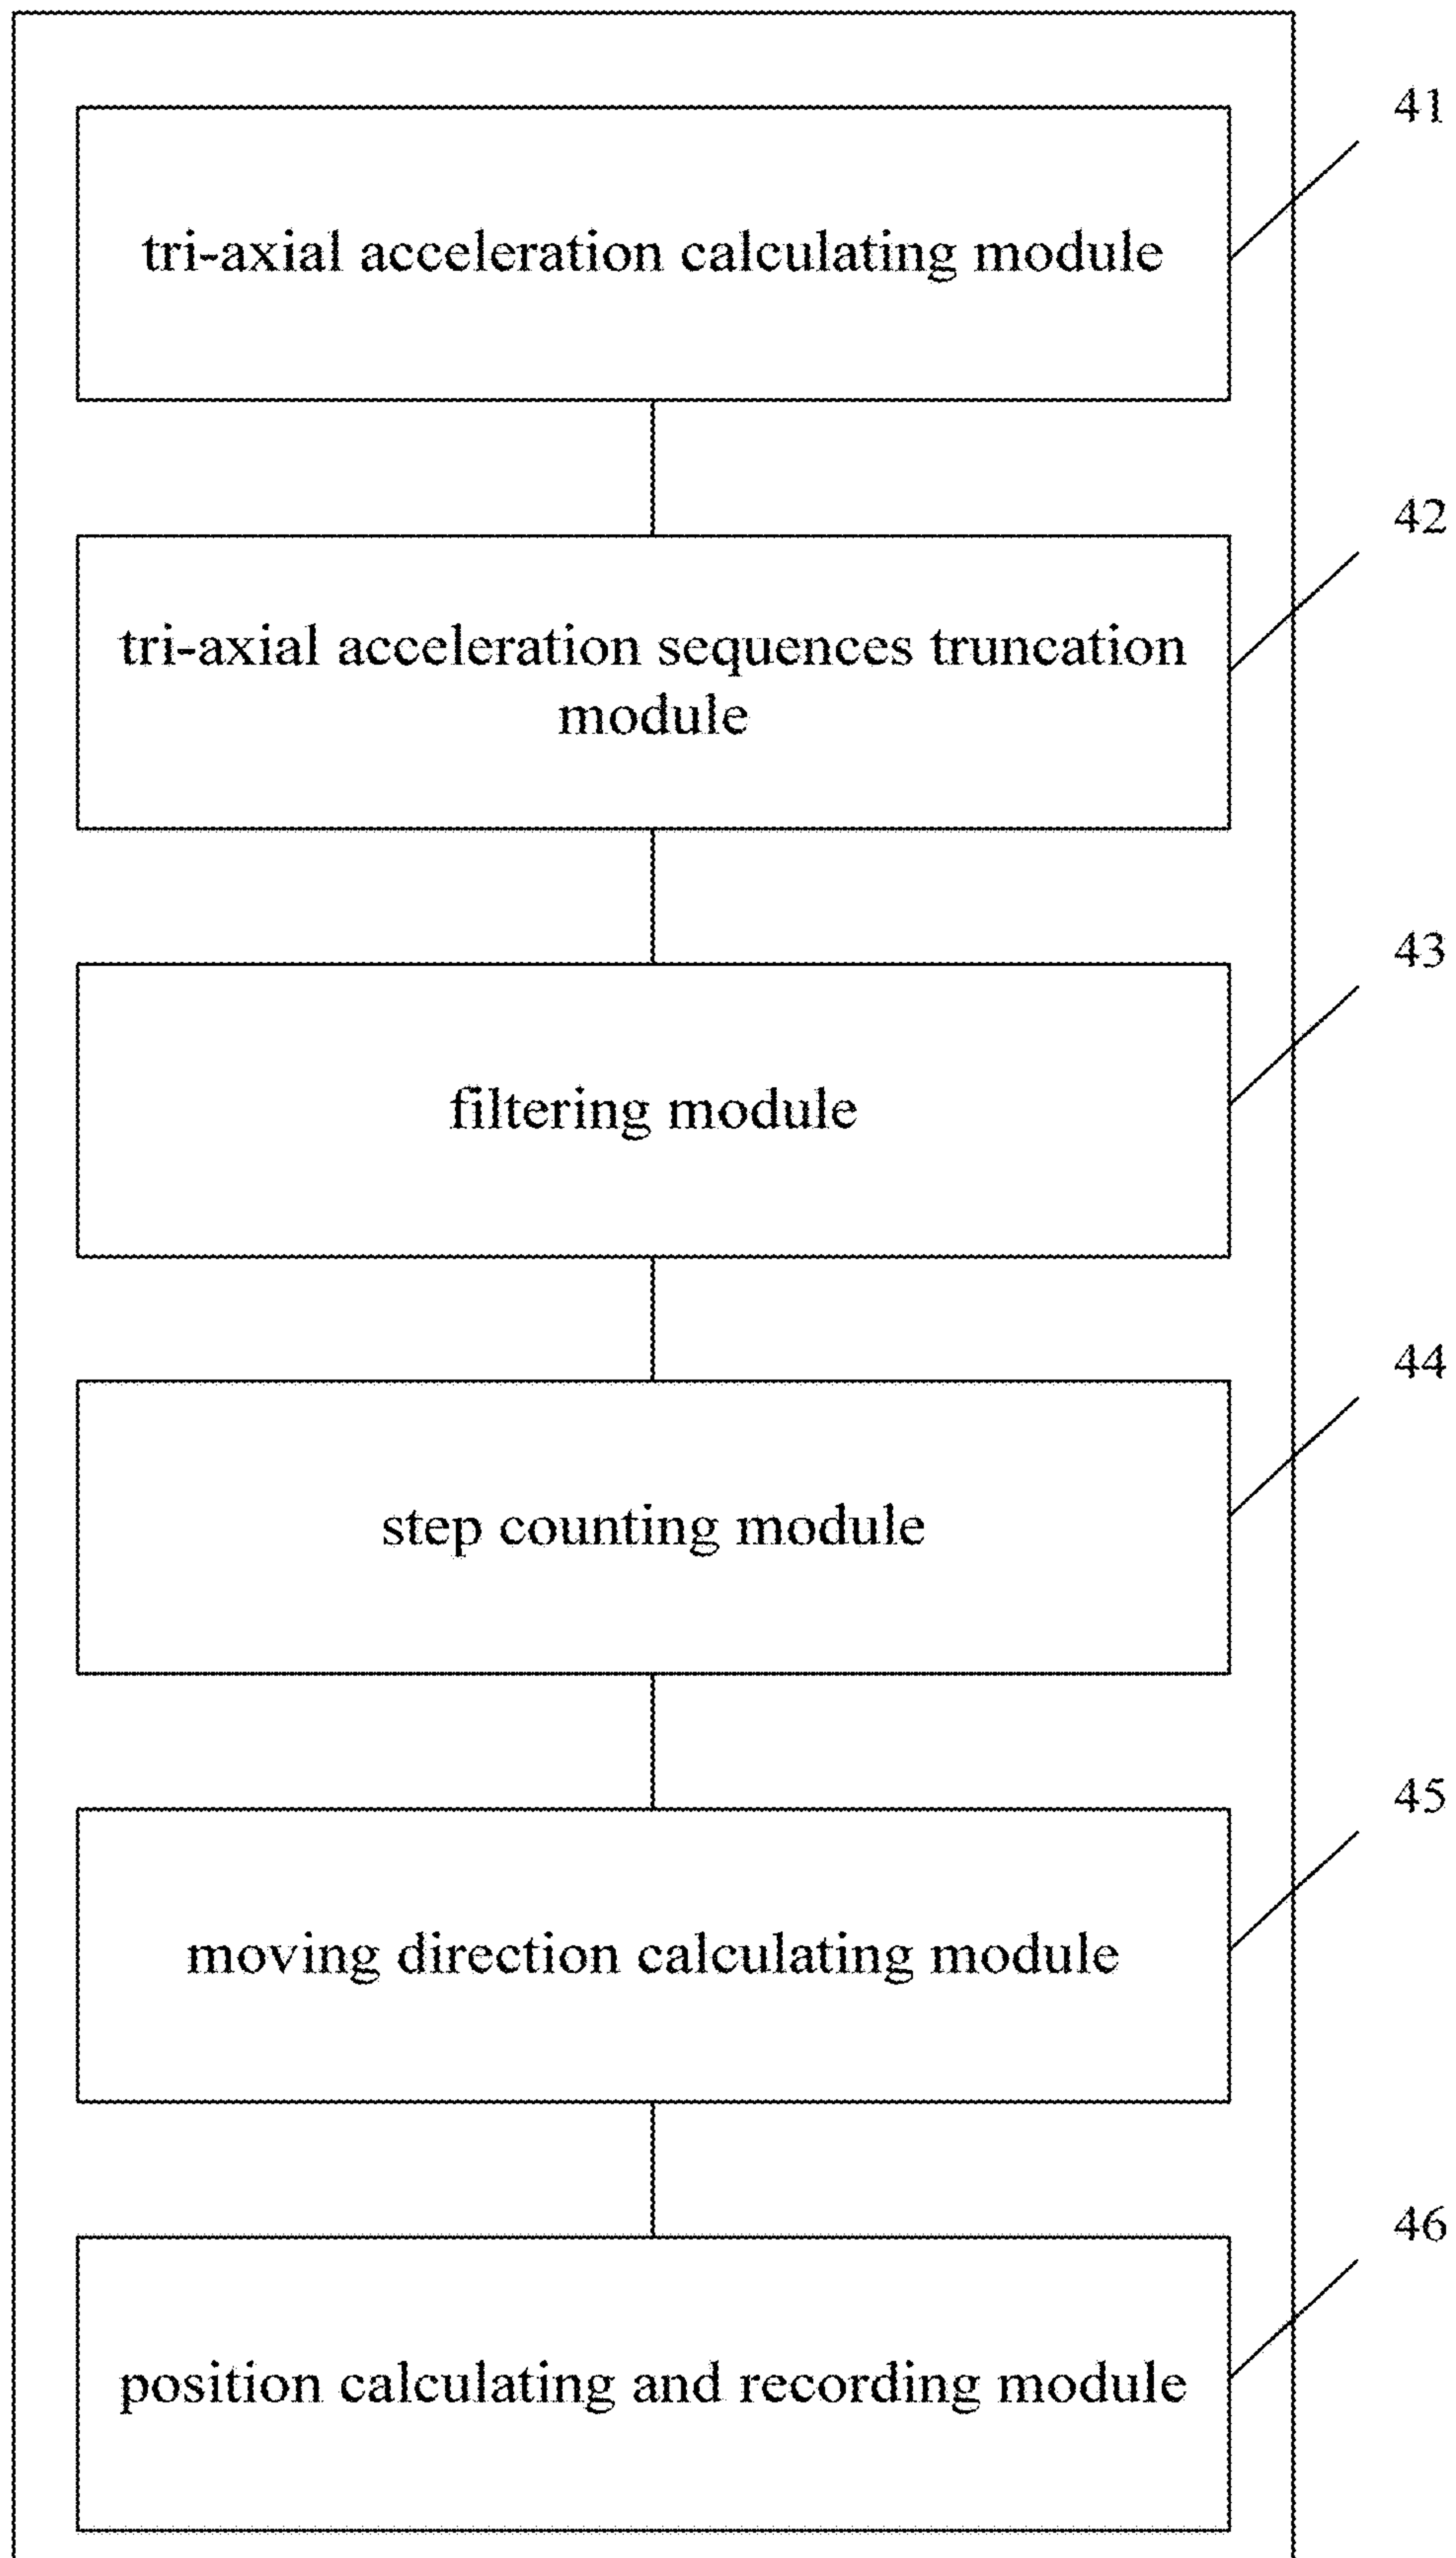 41
tri-axial acceleration calculating module
42
tri-axial acceleration sequences truncation
module
43
filtering module
44
step counting module
45
moving direction calculating module
46
position calculating and recording module